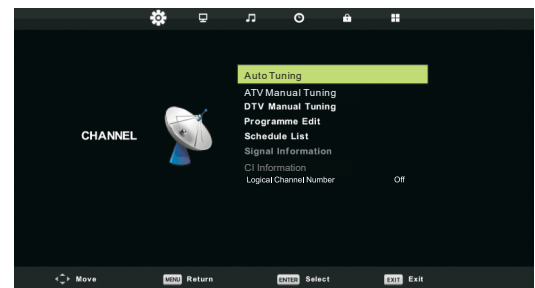 Auto Tuning
ATV Manual Tuning
DTV Manual Tuning
Programme Edit
CHANNEL
Schedule List
Signal Information
CI Information
Logical Channel Number Off
Move MENU Return ENTER Select EXIT Exit